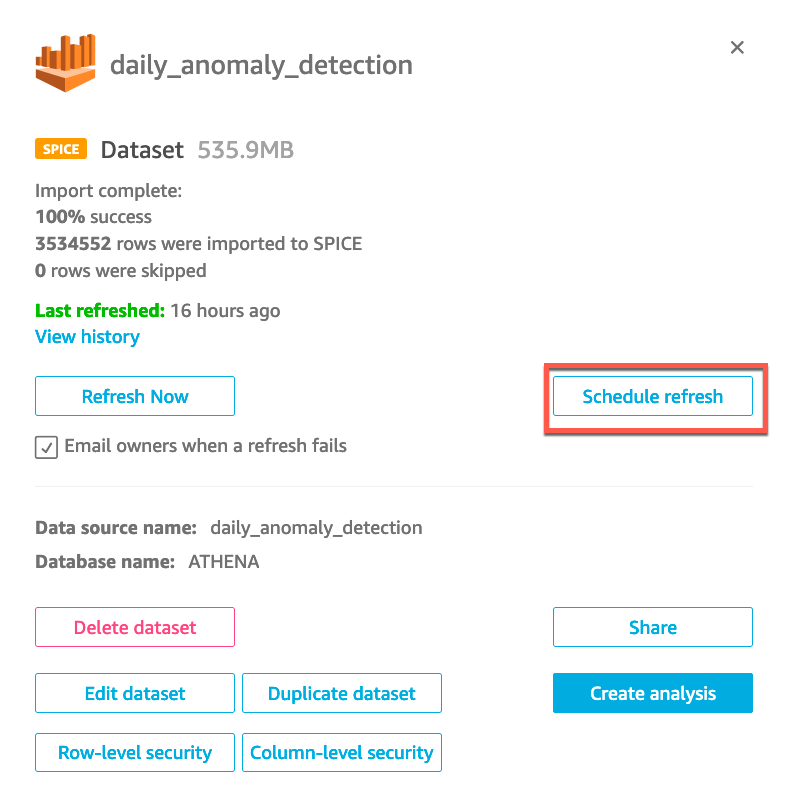 daily_anomaly_detection
SPICE Dataset 535.9MB
Import complete:
100% success
3534552 rows were imported to SPICE
0 rows were skipped
Last refreshed: 16 hours ago
View history
Refresh Now Schedule refresh
Email owners when a refresh fails
Data source name: daily_anomaly_detection
Database name: ATHENA
Delete dataset Share
Edit dataset Duplicate dataset Create analysis
Row-level security Column-level security